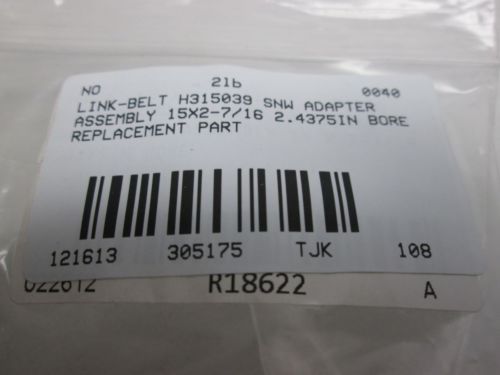 NO 21b 0040
LINK-BELT H315039 SNW ADAPTER
ASSEMBLY 15X2-7/16 2.4375IN BORE
REPLACEMENT PART
121613 305175 TJK 108
022612 R18622 A